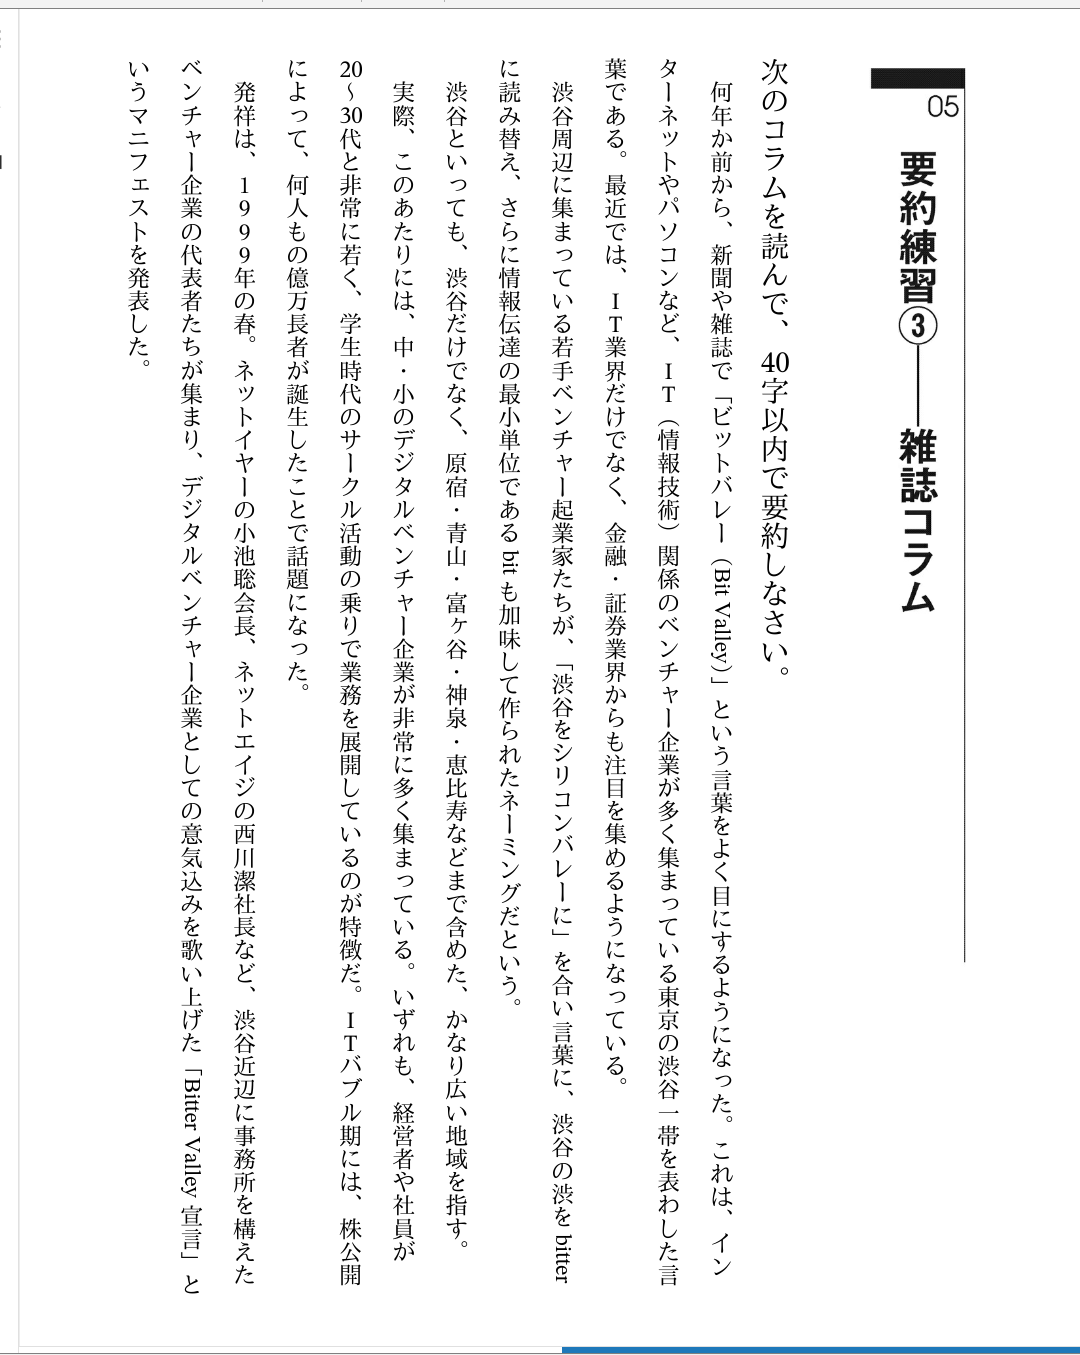 05
要約練習③――雑誌コラム
次のコラムを読んで、40字以内で要約しなさい。
何年か前から、新聞や雑誌で「ビットバレー（Bit Valley）」という言葉をよく目にするようになった。これは、イン
ターネットやパソコンなど、IT（情報技術）関係のベンチャー企業が多く集まっている東京の渋谷一帯を表わした言
葉である。最近では、IT業界だけでなく、金融・証券業界からも注目を集めるようになっている。
渋谷周辺に集まっている若手ベンチャー起業家たちが、「渋谷をシリコンバレーに」を合い言葉に、渋谷の渋を bitter
に読み替え、さらに情報伝達の最小単位である bit も加味して作られたネーミングだという。
渋谷といっても、渋谷だけでなく、原宿・青山・富ヶ谷・神泉・恵比寿などまで含めた、かなり広い地域を指す。
実際、このあたりには、中・小のデジタルベンチャー企業が非常に多く集まっている。いずれも、経営者や社員が
20〜30代と非常に若く、学生時代のサークル活動の乗りで業務を展開しているのが特徴だ。ITバブル期には、株公開
によって、何人もの億万長者が誕生したことで話題になった。
発祥は、1999年の春。ネットイヤーの小池聡会長、ネットエイジの西川潔社長など、渋谷近辺に事務所を構えた
ベンチャー企業の代表者たちが集まり、デジタルベンチャー企業としての意気込みを歌い上げた「Bitter Valley 宣言」と
いうマニフェストを発表した。